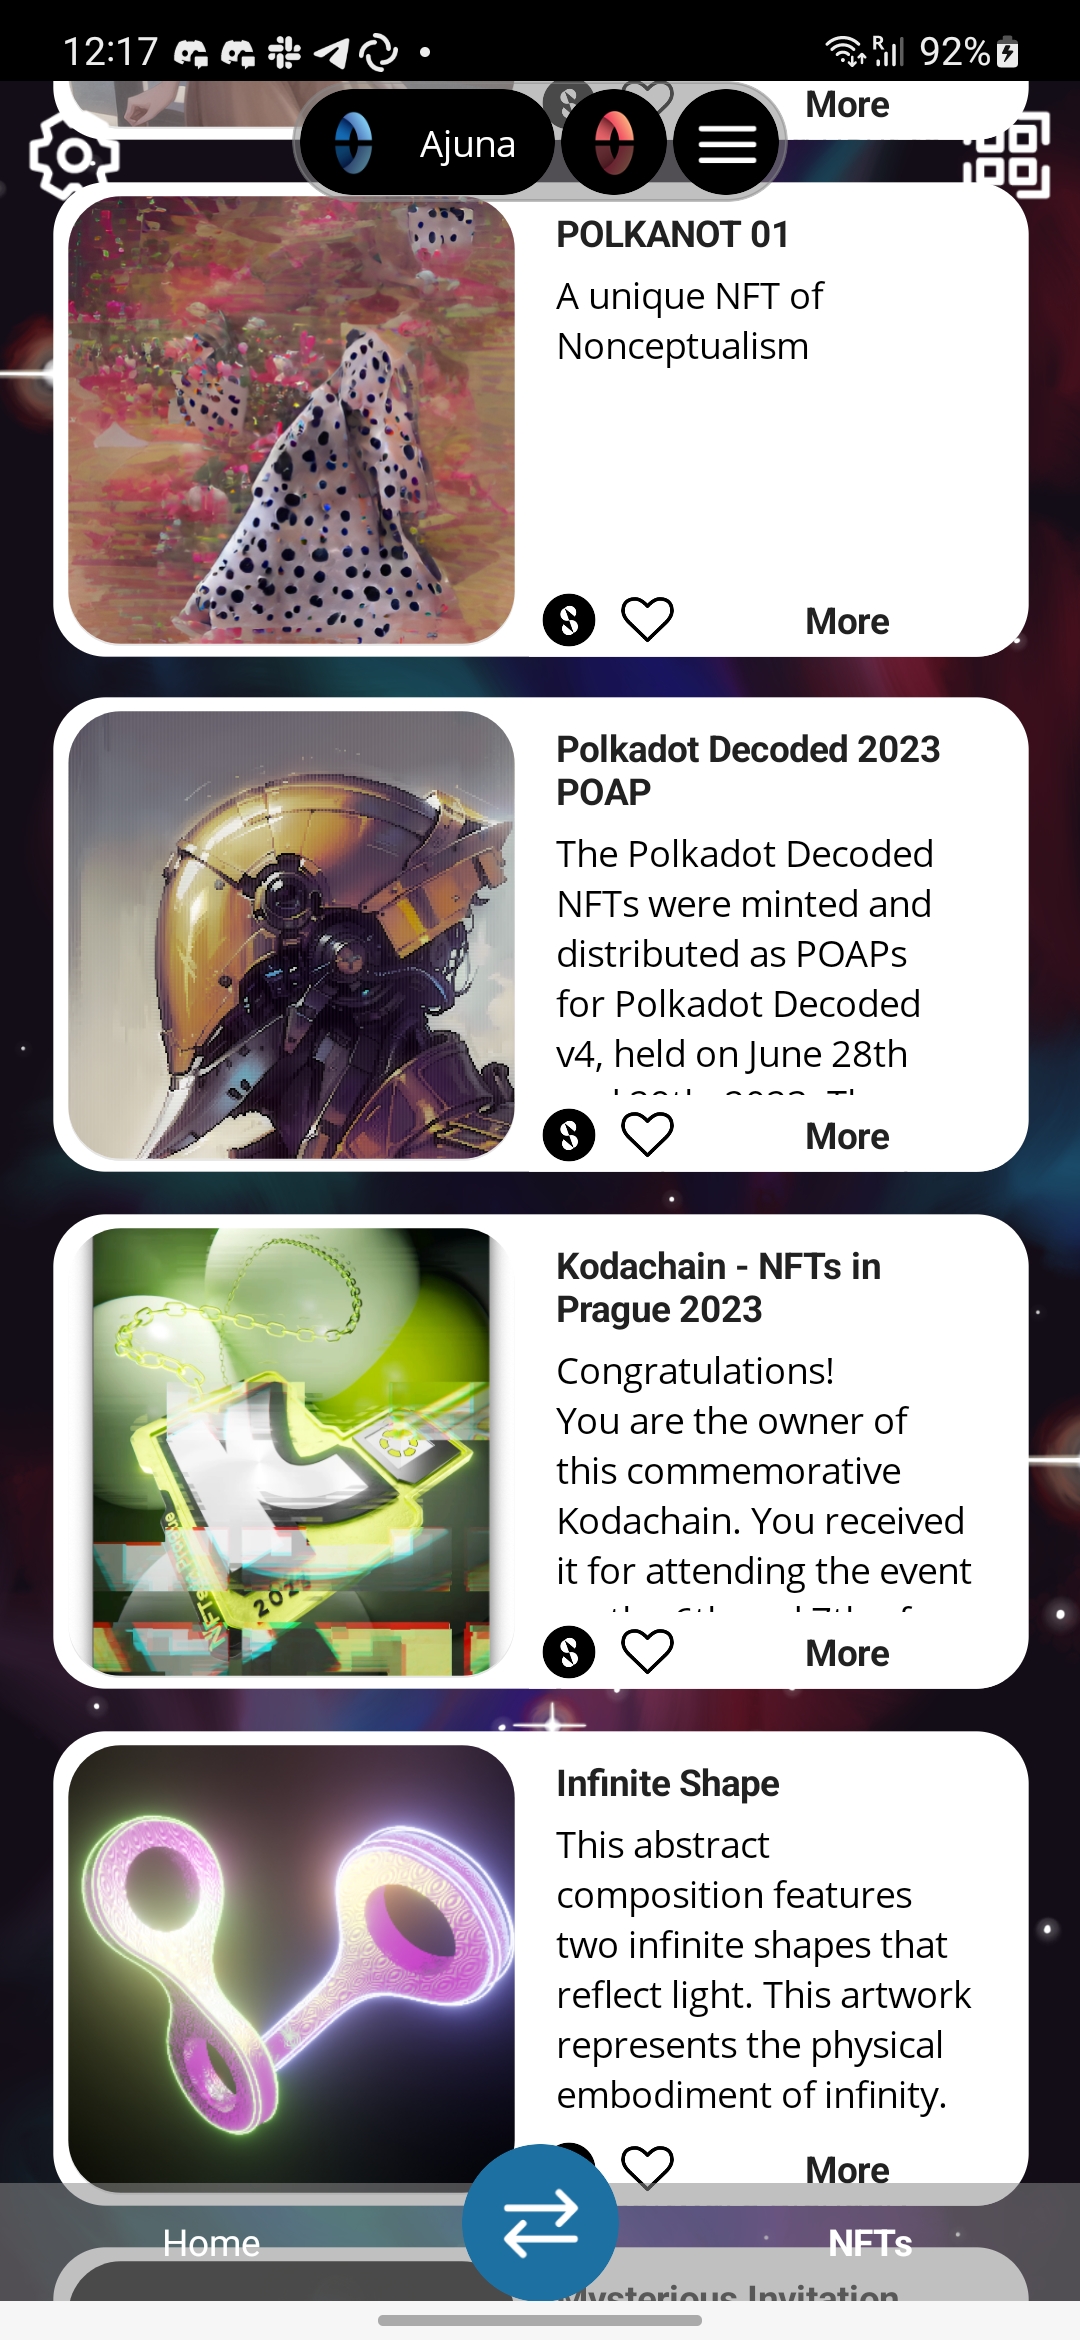 12:17
R
92%
More
Ajuna
POLKANOT 01
A unique NFT of
Nonceptualism
More
Polkadot Decoded 2023
POAP
The Polkadot Decoded
NFTs were minted and
distributed as POAPs
for Polkadot Decoded
v4, held on June 28th
More
Kodachain - NFTs in
Prague 2023
Congratulations!
You are the owner of
this commemorative
Kodachain. You received
it for attending the event
More
Infinite Shape
This abstract
composition features
two infinite shapes that
reflect light. This artwork
represents the physical
embodiment of infinity.
More
Home
NFTs
Mysterious Invitation